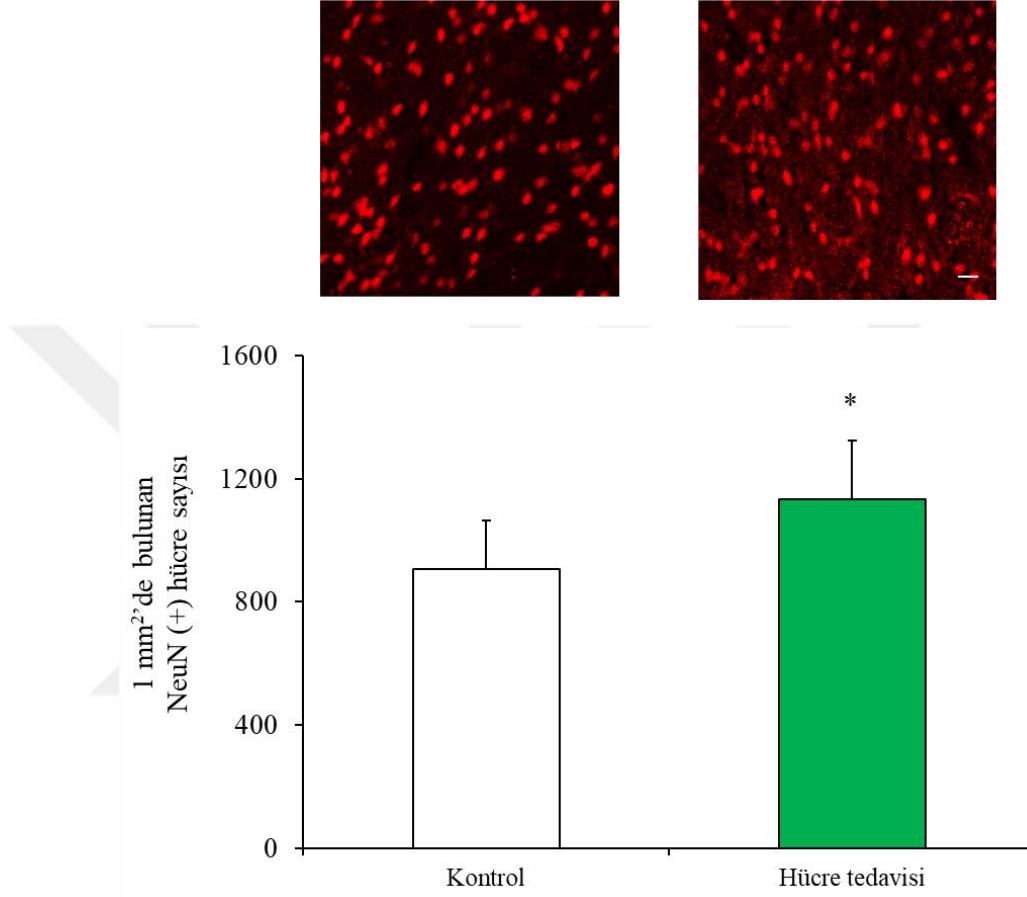 1600
1200
800
400
0
1 mm²’de bulunan
NeuN (+) hücre sayısı
*
Kontrol
Hücre tedavisi